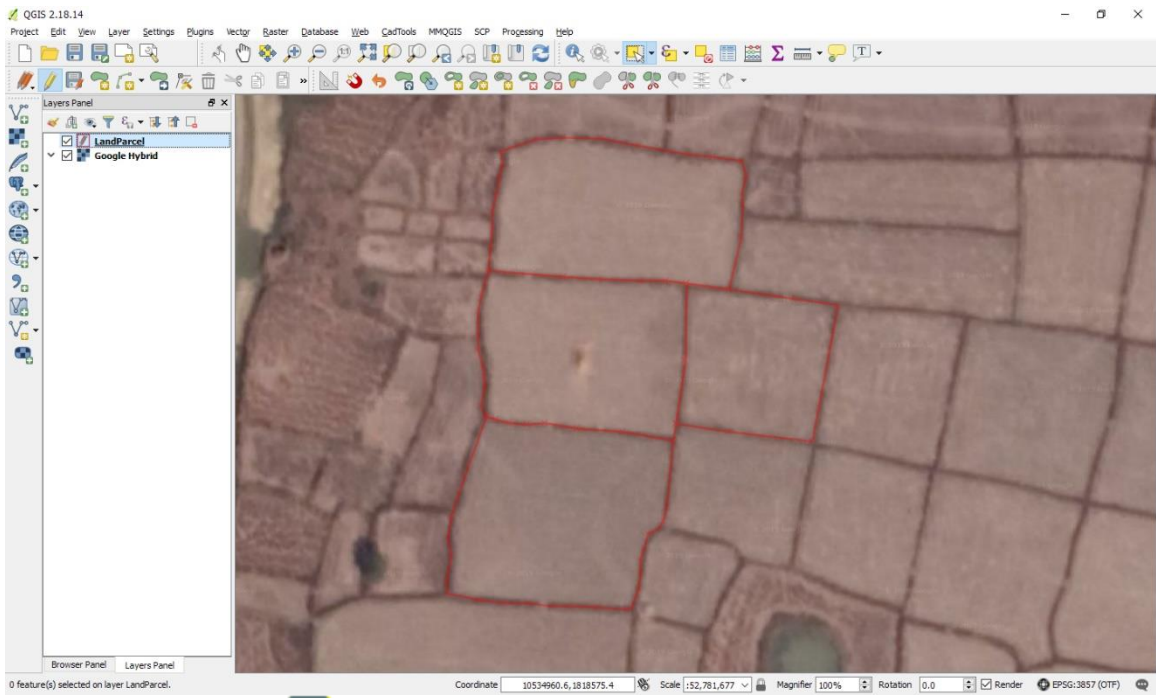 QGIS 2.18.14
Project Edit View Layer Settings Plugins Vector Raster Database Web CadTools MMQGIS SCP Processing Help
Layers Panel
LandParcel
Google Hybrid
Browser Panel Layers Panel
0 feature(s) selected on layer LandParcel. Coordinate 10534960.6,1818575.4 Scale :52,781,677 Magnifier 100% Rotation 0.0 Render EPSG:3857 (OTF)